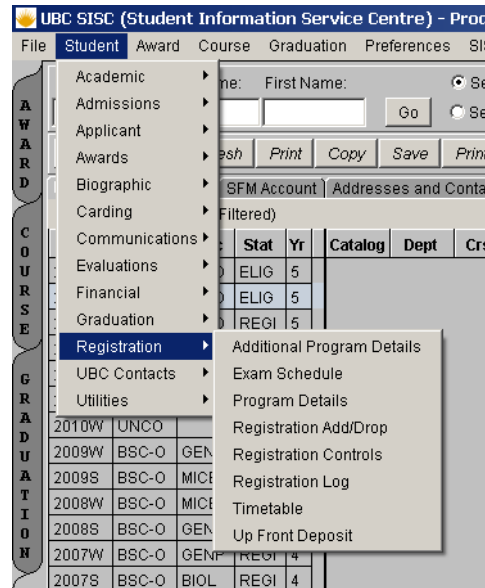 UBC SISC (Student Information Service Centre) - Prod
File Student Award Course Graduation Preferences SIS
Academic
Admissions
Applicant
Awards
Biographic
Carding
Communications
Evaluations
Financial
Graduation
Registration
UBC Contacts
Utilities
First Name:
Go
Print Copy Save Print
SFM Account Addresses and Conta
Filtered)
Stat Yr Catalog Dept Crs
ELIG 5
ELIG 5
REGI 5
Additional Program Details
Exam Schedule
Program Details
Registration Add/Drop
Registration Controls
Registration Log
Timetable
Up Front Deposit
2010W UNCO
2009W BSC-O GEN
2009S BSC-O MICE
2008W BSC-O MICE
2008S BSC-O GEN
2007W BSC-O GENP REGI 4
2007S BSC-O BIOL REGI 4
AWARD
COURSE
GRADUATION